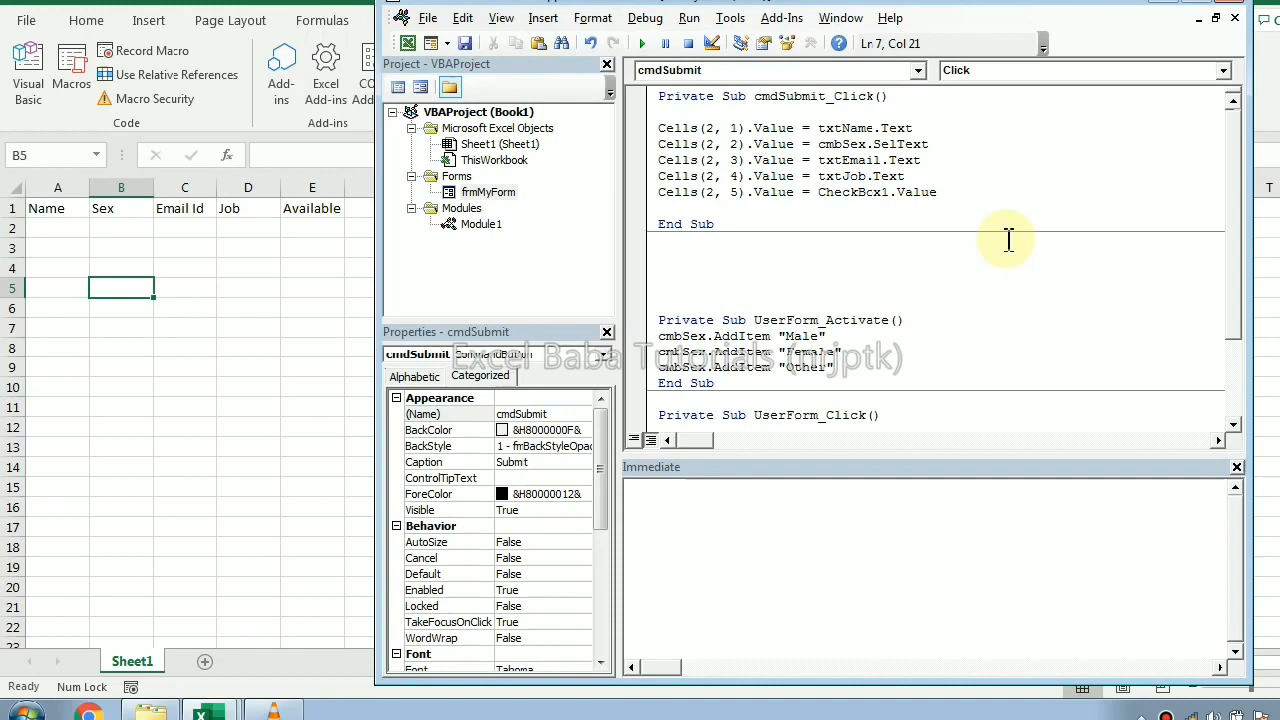 File Edit View Insert Format Debug Run Tools Add-Ins Window Help
File Home Insert Page Layout Formulas
Ln 7, Col 21
Visual Basic
Macros
Record Macro
Use Relative References
Macro Security
Code
Add-ins
Excel Add-ins
Add-ins
B5
fx
A B C D E T
1 Name Sex Email Id Job Available
2
3
4
5
6
7
8
9
10
11
12
13
14
15
16
17
18
19
20
21
22
23
Sheet1
Ready Num Lock
Project - VBAProject
VBAProject (Book1)
Microsoft Excel Objects
Sheet1 (Sheet1)
ThisWorkbook
Forms
frmMyForm
Modules
Module1
Properties - cmdSubmit
cmdSubmit CommandButton
Alphabetic Categorized
Appearance
(Name) cmdSubmit
BackColor &H8000000F&
BackStyle 1 - fmBackStyleOpac
Caption Submt
ControlTipText
ForeColor &H80000012&
Visible True
Behavior
AutoSize False
Cancel False
Default False
Enabled True
Locked False
TakeFocusOnClick True
WordWrap False
Font
Font Tahoma
cmdSubmit Click
Private Sub cmdSubmit_Click()
Cells(2, 1).Value = txtName.Text
Cells(2, 2).Value = cmbSex.SelText
Cells(2, 3).Value = txtEmail.Text
Cells(2, 4).Value = txtJob.Text
Cells(2, 5).Value = CheckBox1.Value
End Sub
Private Sub UserForm_Activate()
cmbSex.AddItem "Male"
cmbSex.AddItem "Female"
cmbSex.AddItem "Other"
End Sub
Private Sub UserForm_Click()
Excel Baba Tutorials (mjptk)
Immediate